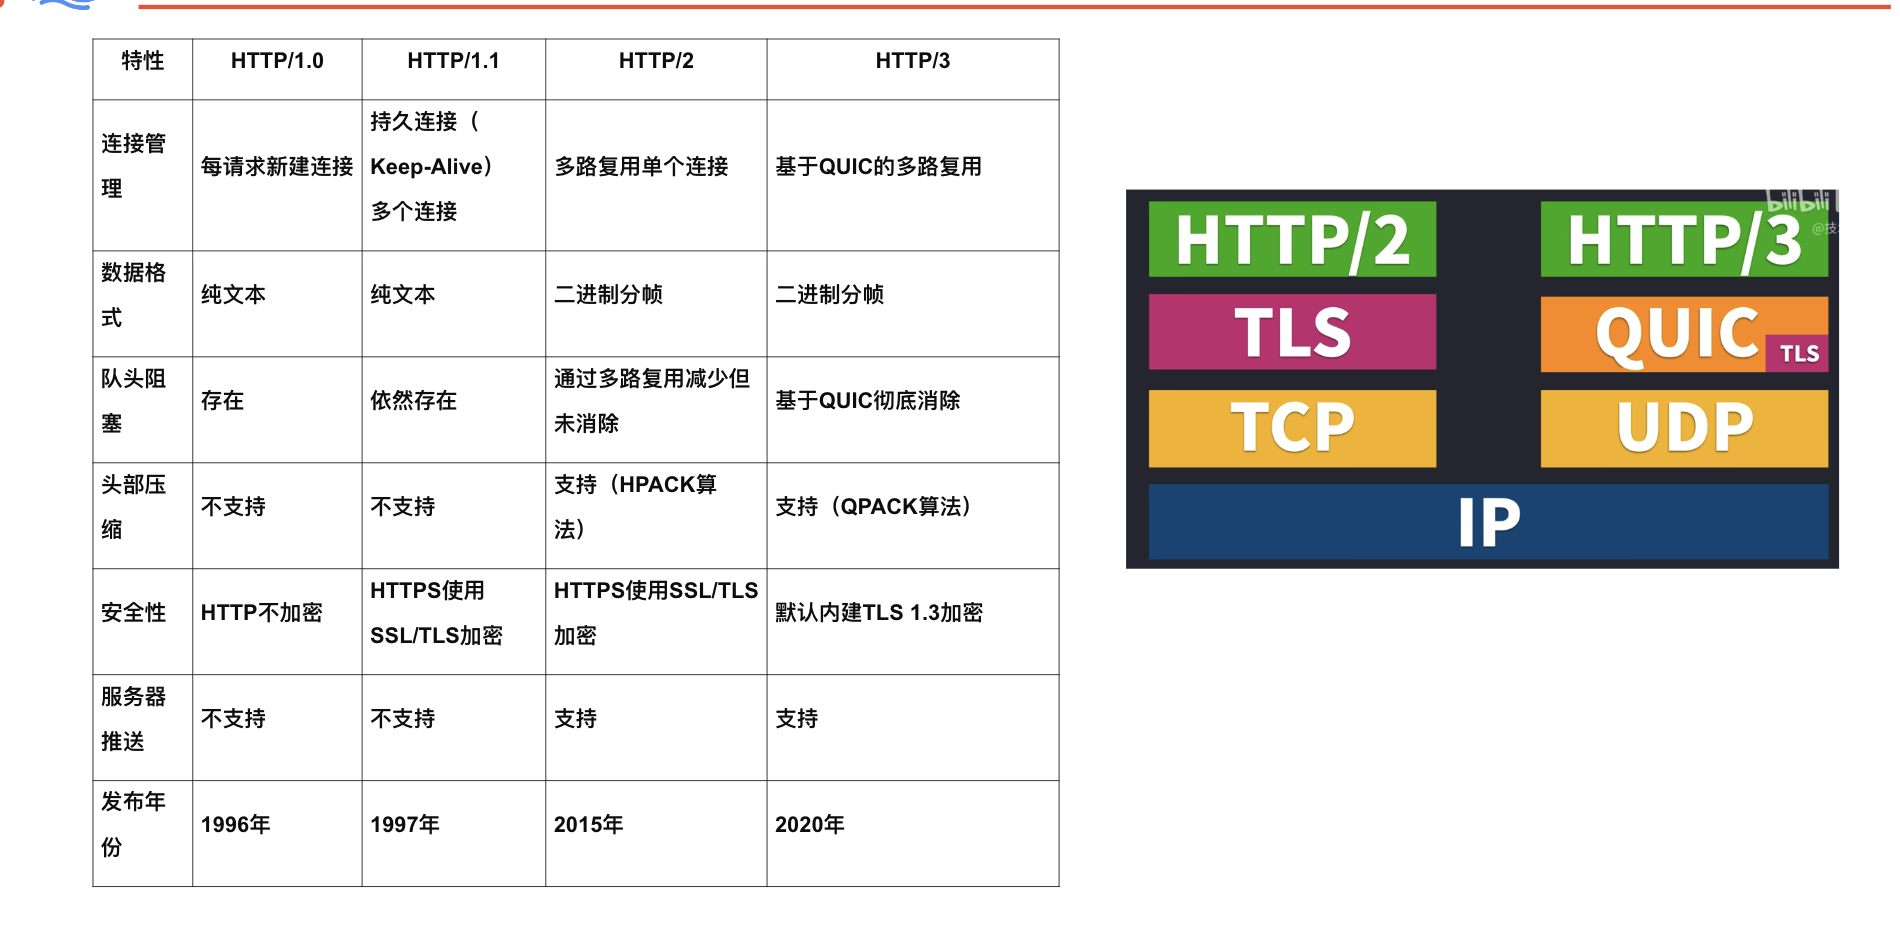 特性 HTTP/1.0 HTTP/1.1 HTTP/2 HTTP/3
连接管
理
每请求新建连接
持久连接（
Keep-Alive）
多个连接
多路复用单个连接
基于QUIC的多路复用
数据格
式
纯文本
纯文本
二进制分帧
二进制分帧
队头阻
塞
存在
依然存在
通过多路复用减少但
未消除
基于QUIC彻底消除
头部压
缩
不支持
不支持
支持（HPACK算
法）
支持（QPACK算法）
安全性
HTTP不加密
HTTPS使用
SSL/TLS加密
HTTPS使用SSL/TLS
加密
默认内建TLS 1.3加密
服务器
推送
不支持
不支持
支持
支持
发布年
份
1996年
1997年
2015年
2020年
bilibili
@技
HTTP/2 HTTP/3
TLS QUIC TLS
TCP UDP
IP